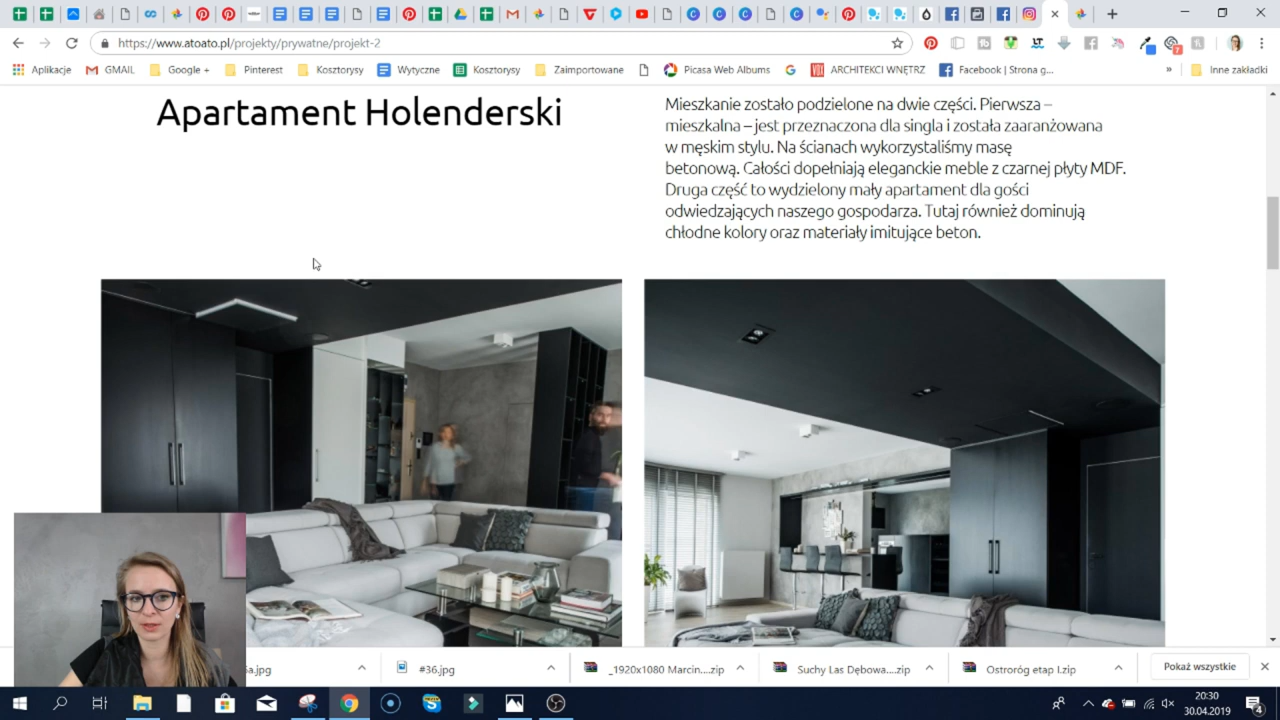 https://www.atoato.pl/projekty/prywatne/projekt-2
7
Aplikacje GMAIL Google + Pinterest Kosztorysy Wytyczne Kosztorysy Zaimportowane Picasa Web Albums ARCHITEKCI WNĘTRZ Facebook | Strona g... » Inne zakładki
Apartament Holenderski
Mieszkanie zostało podzielone na dwie części. Pierwsza –
mieszkalna – jest przeznaczona dla singla i została zaaranżowana
w męskim stylu. Na ścianach wykorzystaliśmy masę
betonową. Całości dopełniają eleganckie meble z czarnej płyty MDF.
Druga część to wydzielony mały apartament dla gości
odwiedzających naszego gospodarza. Tutaj również dominują
chłodne kolory oraz materiały imitujące beton.
a.jpg #36.jpg _1920x1080 Marcin....zip Suchy Las Dębowa....zip Ostroróg etap I.zip Pokaż wszystkie
20:30
30.04.2019
4